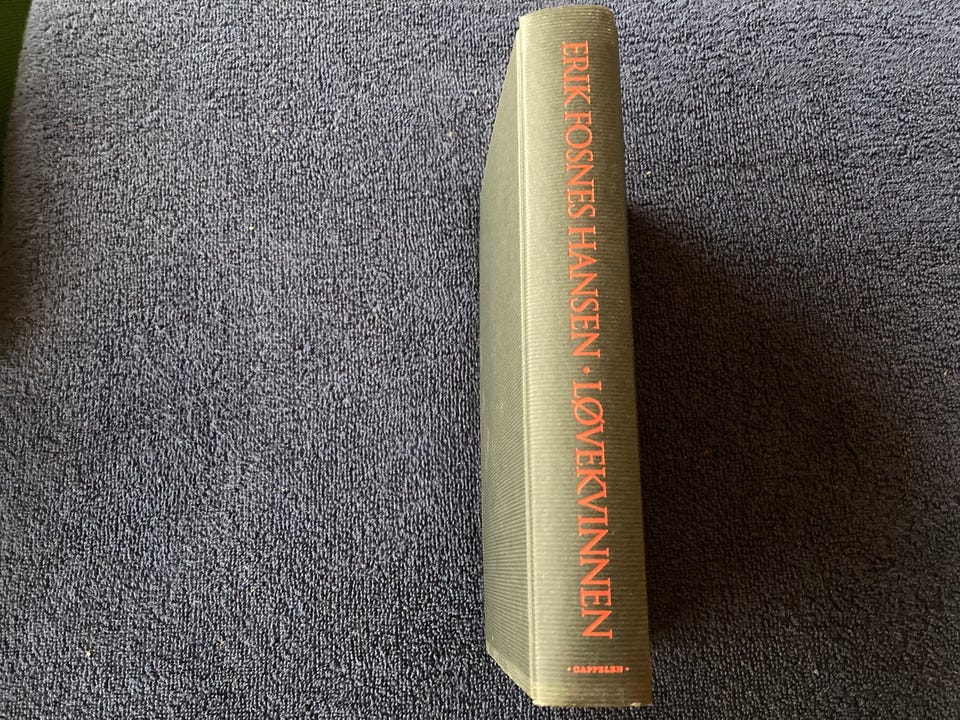 ERIK FOSNES HANSEN · LØVEKVINNEN
· CAPPELEN ·